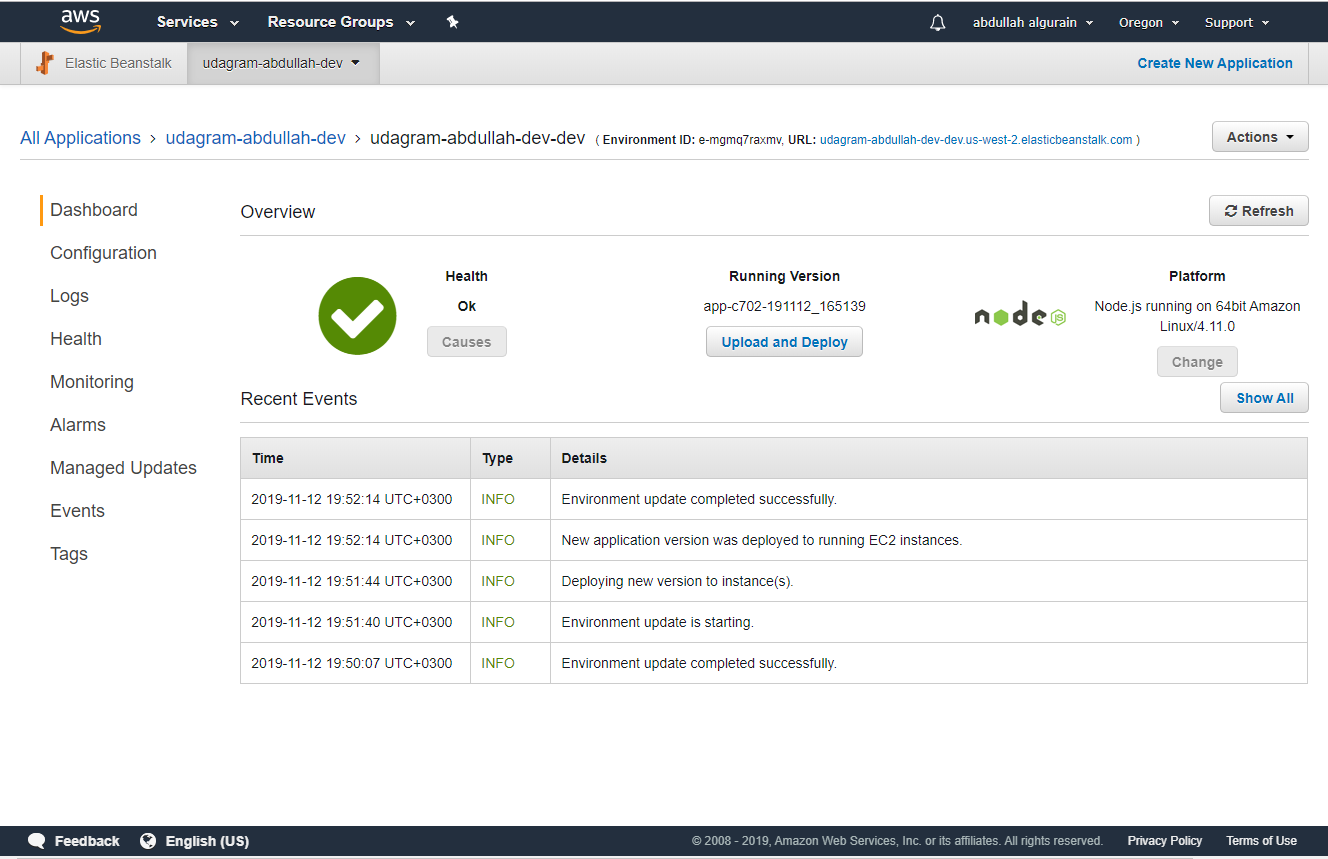 aws Services Resource Groups abdullah algurain Oregon Support
Elastic Beanstalk udagram-abdullah-dev Create New Application
All Applications › udagram-abdullah-dev › udagram-abdullah-dev-dev ( Environment ID: e-mgmq7raxmv, URL: udagram-abdullah-dev-dev.us-west-2.elasticbeanstalk.com ) Actions
Dashboard
Configuration
Logs
Health
Monitoring
Alarms
Managed Updates
Events
Tags
Overview Refresh
Health
Ok
Causes
Running Version
app-c702-191112_165139
Upload and Deploy
node JS
Platform
Node.js running on 64bit Amazon
Linux/4.11.0
Change
Recent Events Show All
Time Type Details
2019-11-12 19:52:14 UTC+0300 INFO Environment update completed successfully.
2019-11-12 19:52:14 UTC+0300 INFO New application version was deployed to running EC2 instances.
2019-11-12 19:51:44 UTC+0300 INFO Deploying new version to instance(s).
2019-11-12 19:51:40 UTC+0300 INFO Environment update is starting.
2019-11-12 19:50:07 UTC+0300 INFO Environment update completed successfully.
Feedback English (US) © 2008 - 2019, Amazon Web Services, Inc. or its affiliates. All rights reserved. Privacy Policy Terms of Use